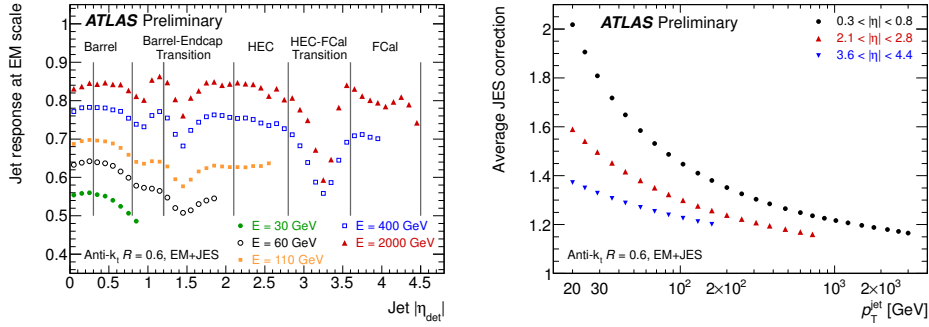 ATLAS Preliminary
Barrel
Barrel-Endcap
Transition
HEC
HEC-FCal
Transition
FCal
Jet response at EM scale
1
0.9
0.8
0.7
0.6
0.5
0.4
E = 30 GeV
E = 60 GeV
E = 110 GeV
E = 400 GeV
E = 2000 GeV
Anti-kt R = 0.6, EM+JES
0 0.5 1 1.5 2 2.5 3 3.5 4 4.5
Jet |ηdet|
ATLAS Preliminary
0.3 < |η| < 0.8
2.1 < |η| < 2.8
3.6 < |η| < 4.4
Average JES correction
2
1.8
1.6
1.4
1.2
1
Anti-kt R = 0.6, EM+JES
20 30 10² 2×10² 10³ 2×10³
pTjet [GeV]